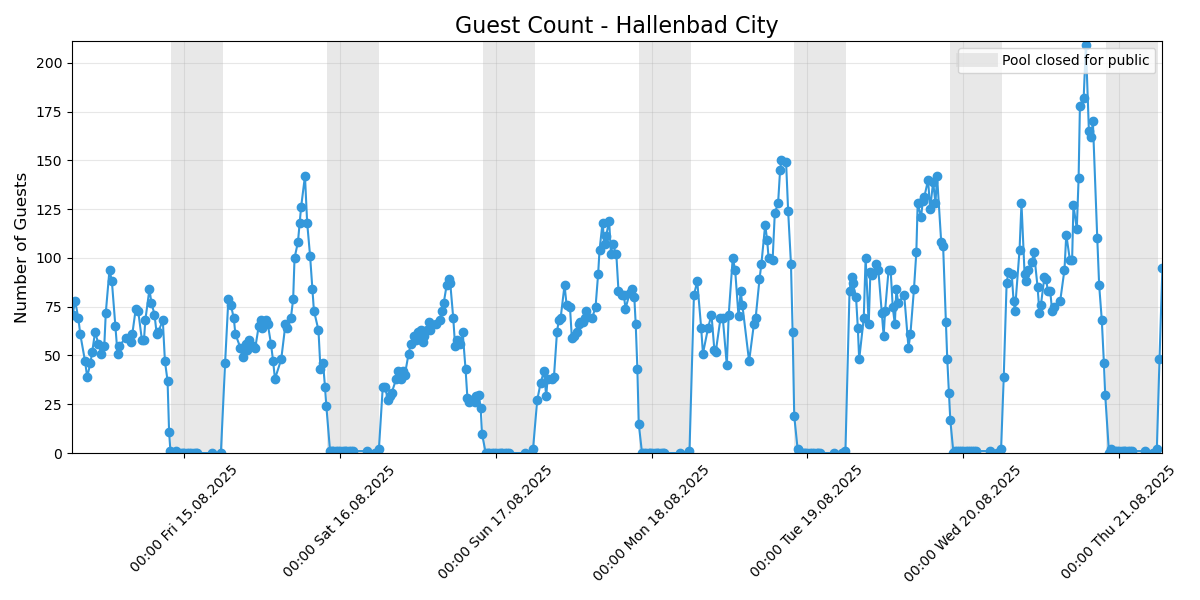 Guest Count - Hallenbad City
Pool closed for public
Number of Guests
200
175
150
125
100
75
50
25
0
00:00 Fri 15.08.2025
00:00 Sat 16.08.2025
00:00 Sun 17.08.2025
00:00 Mon 18.08.2025
00:00 Tue 19.08.2025
00:00 Wed 20.08.2025
00:00 Thu 21.08.2025